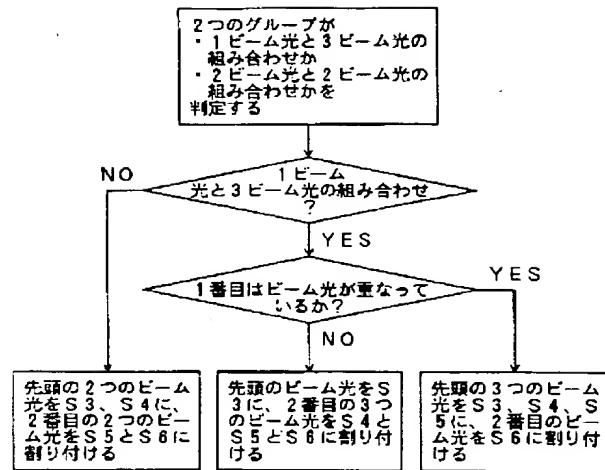 2つのグループが
・1ビーム光と3ビーム光の
組み合わせか
・2ビーム光と2ビーム光の
組み合わせかを
判定する
NO
1ビーム
光と3ビーム光の組み合わせ
?
YES
1番目はビーム光が重なって
いるか?
YES
NO
先頭の2つのビーム
光をS3、S4に、
2番目の2つのビー
ム光をS5とS6に
割り付ける
先頭のビーム光をS
3に、2番目の3つ
のビーム光をS4と
S5とS6に割り付
ける
先頭の3つのビーム
光をS3、S4、S
5に、2番目のビー
ム光をS6に割り付
ける